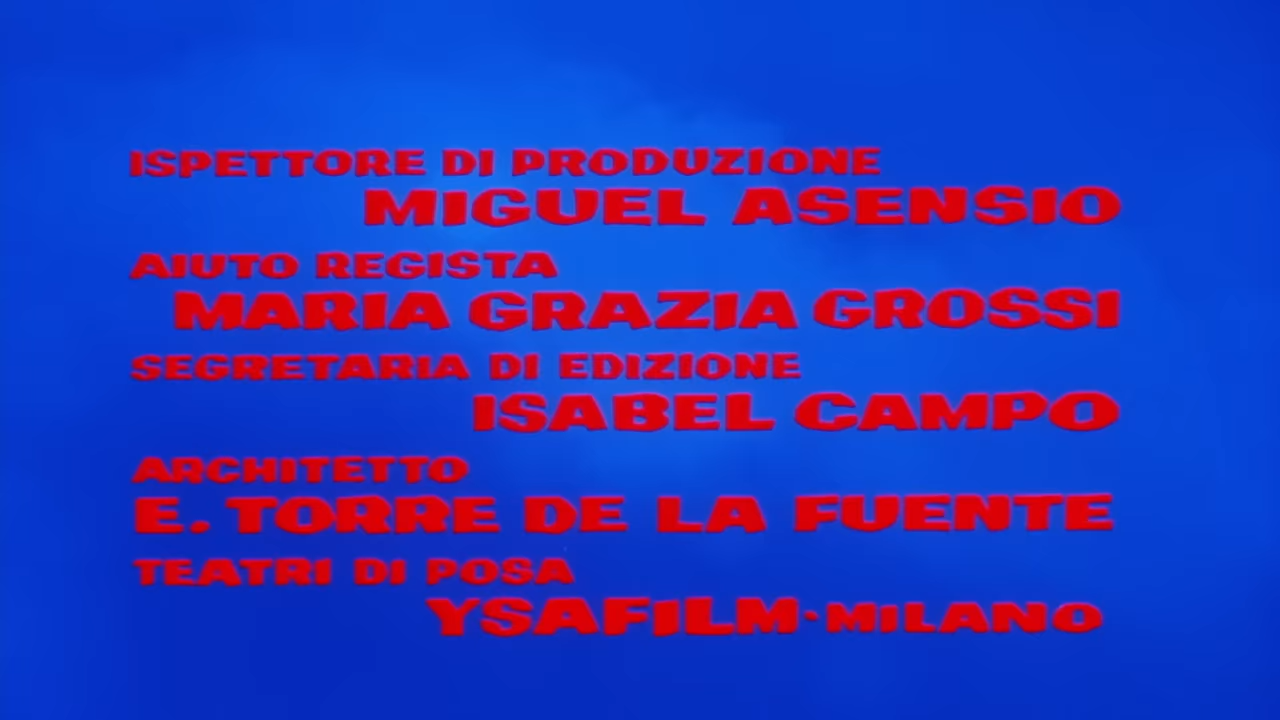 ISPETTORE DI PRODUZIONE
MIGUEL ASENSIO
AIUTO REGISTA
MARIA GRAZIA GROSSI
SEGRETARIA DI EDIZIONE
ISABEL CAMPO
ARCHITETTO
E. TORRE DE LA FUENTE
TEATRI DI POSA
YSAFILM·MILANO